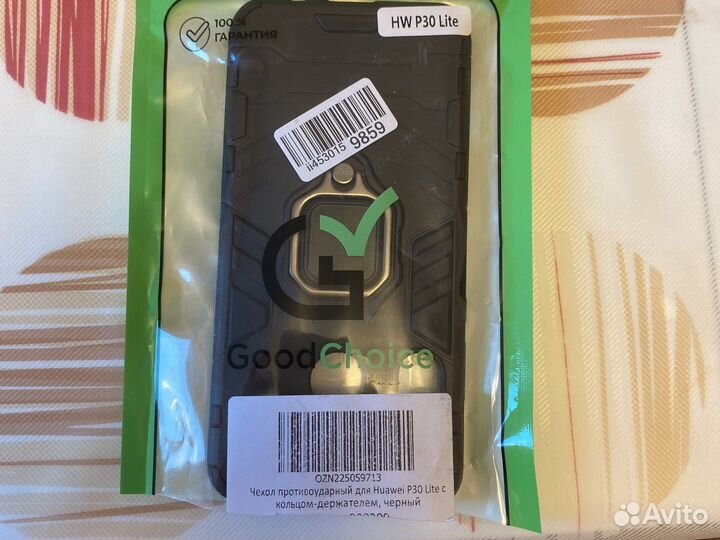 100%
ГАРАНТИЯ
HW P30 Lite
ii453015 9859
GoodChoice
OZN225059713
Чехол противоударный для Huawei P30 Lite с
кольцом-держателем, черный
Avito